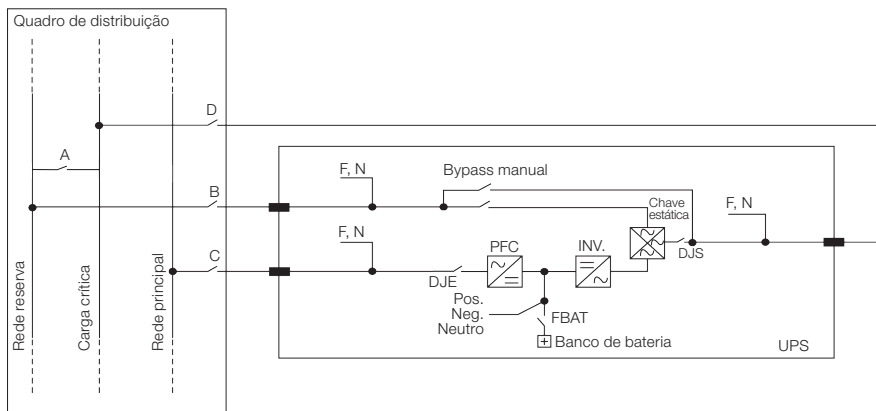 Quadro de distribuição
D
A
B
C
Rede reserva
Carga crítica
Rede principal
F, N
Bypass manual
F, N
Chave
estática
F, N
DJE
PFC
INV.
DJS
Pos.
Neg.
Neutro
FBAT
Banco de bateria
UPS